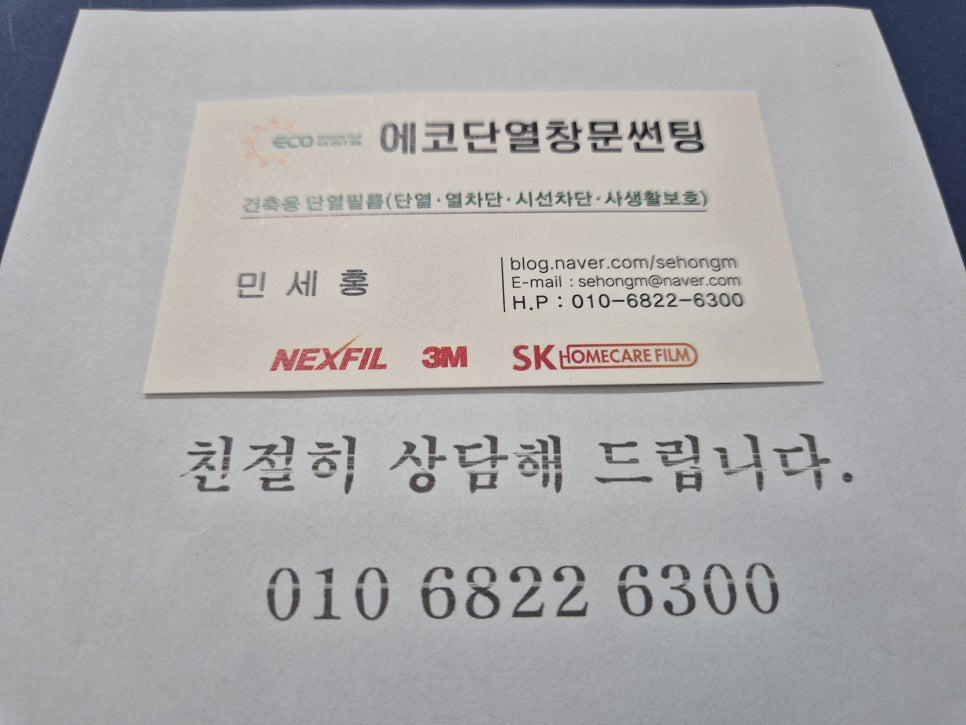 eco 에코단열창문썬팅
건축용 단열필름(단열·열차단·시선차단·사생활보호)
민 세 홍
blog.naver.com/sehongm
E-mail : sehongm@naver.com
H.P : 010-6822-6300
NEXFIL 3M SK HOMECARE FILM
친절히 상담해 드립니다.
010 6822 6300